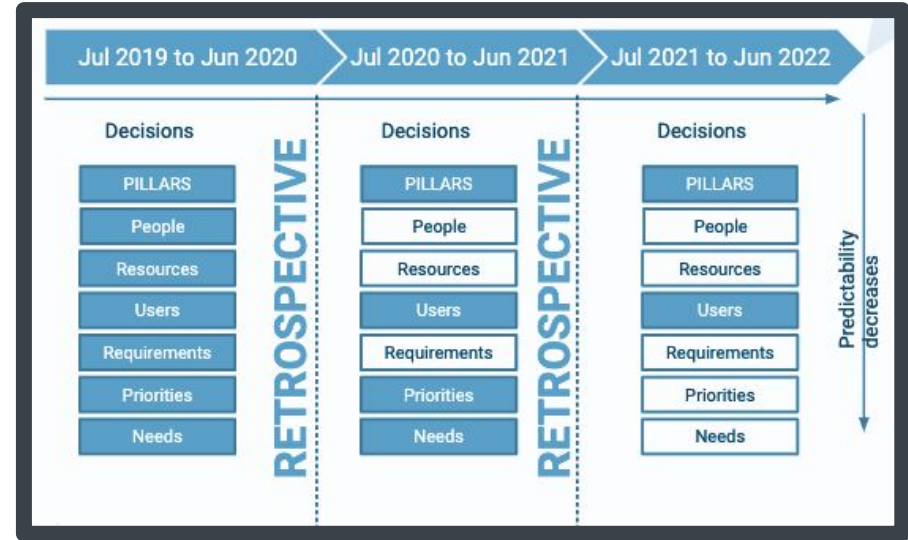 Jul 2019 to Jun 2020
Jul 2020 to Jun 2021
Jul 2021 to Jun 2022
Decisions
PILLARS
People
Resources
Users
Requirements
Priorities
Needs
RETROSPECTIVE
Decisions
PILLARS
People
Resources
Users
Requirements
Priorities
Needs
RETROSPECTIVE
Decisions
PILLARS
People
Resources
Users
Requirements
Priorities
Needs
Predictability
decreases